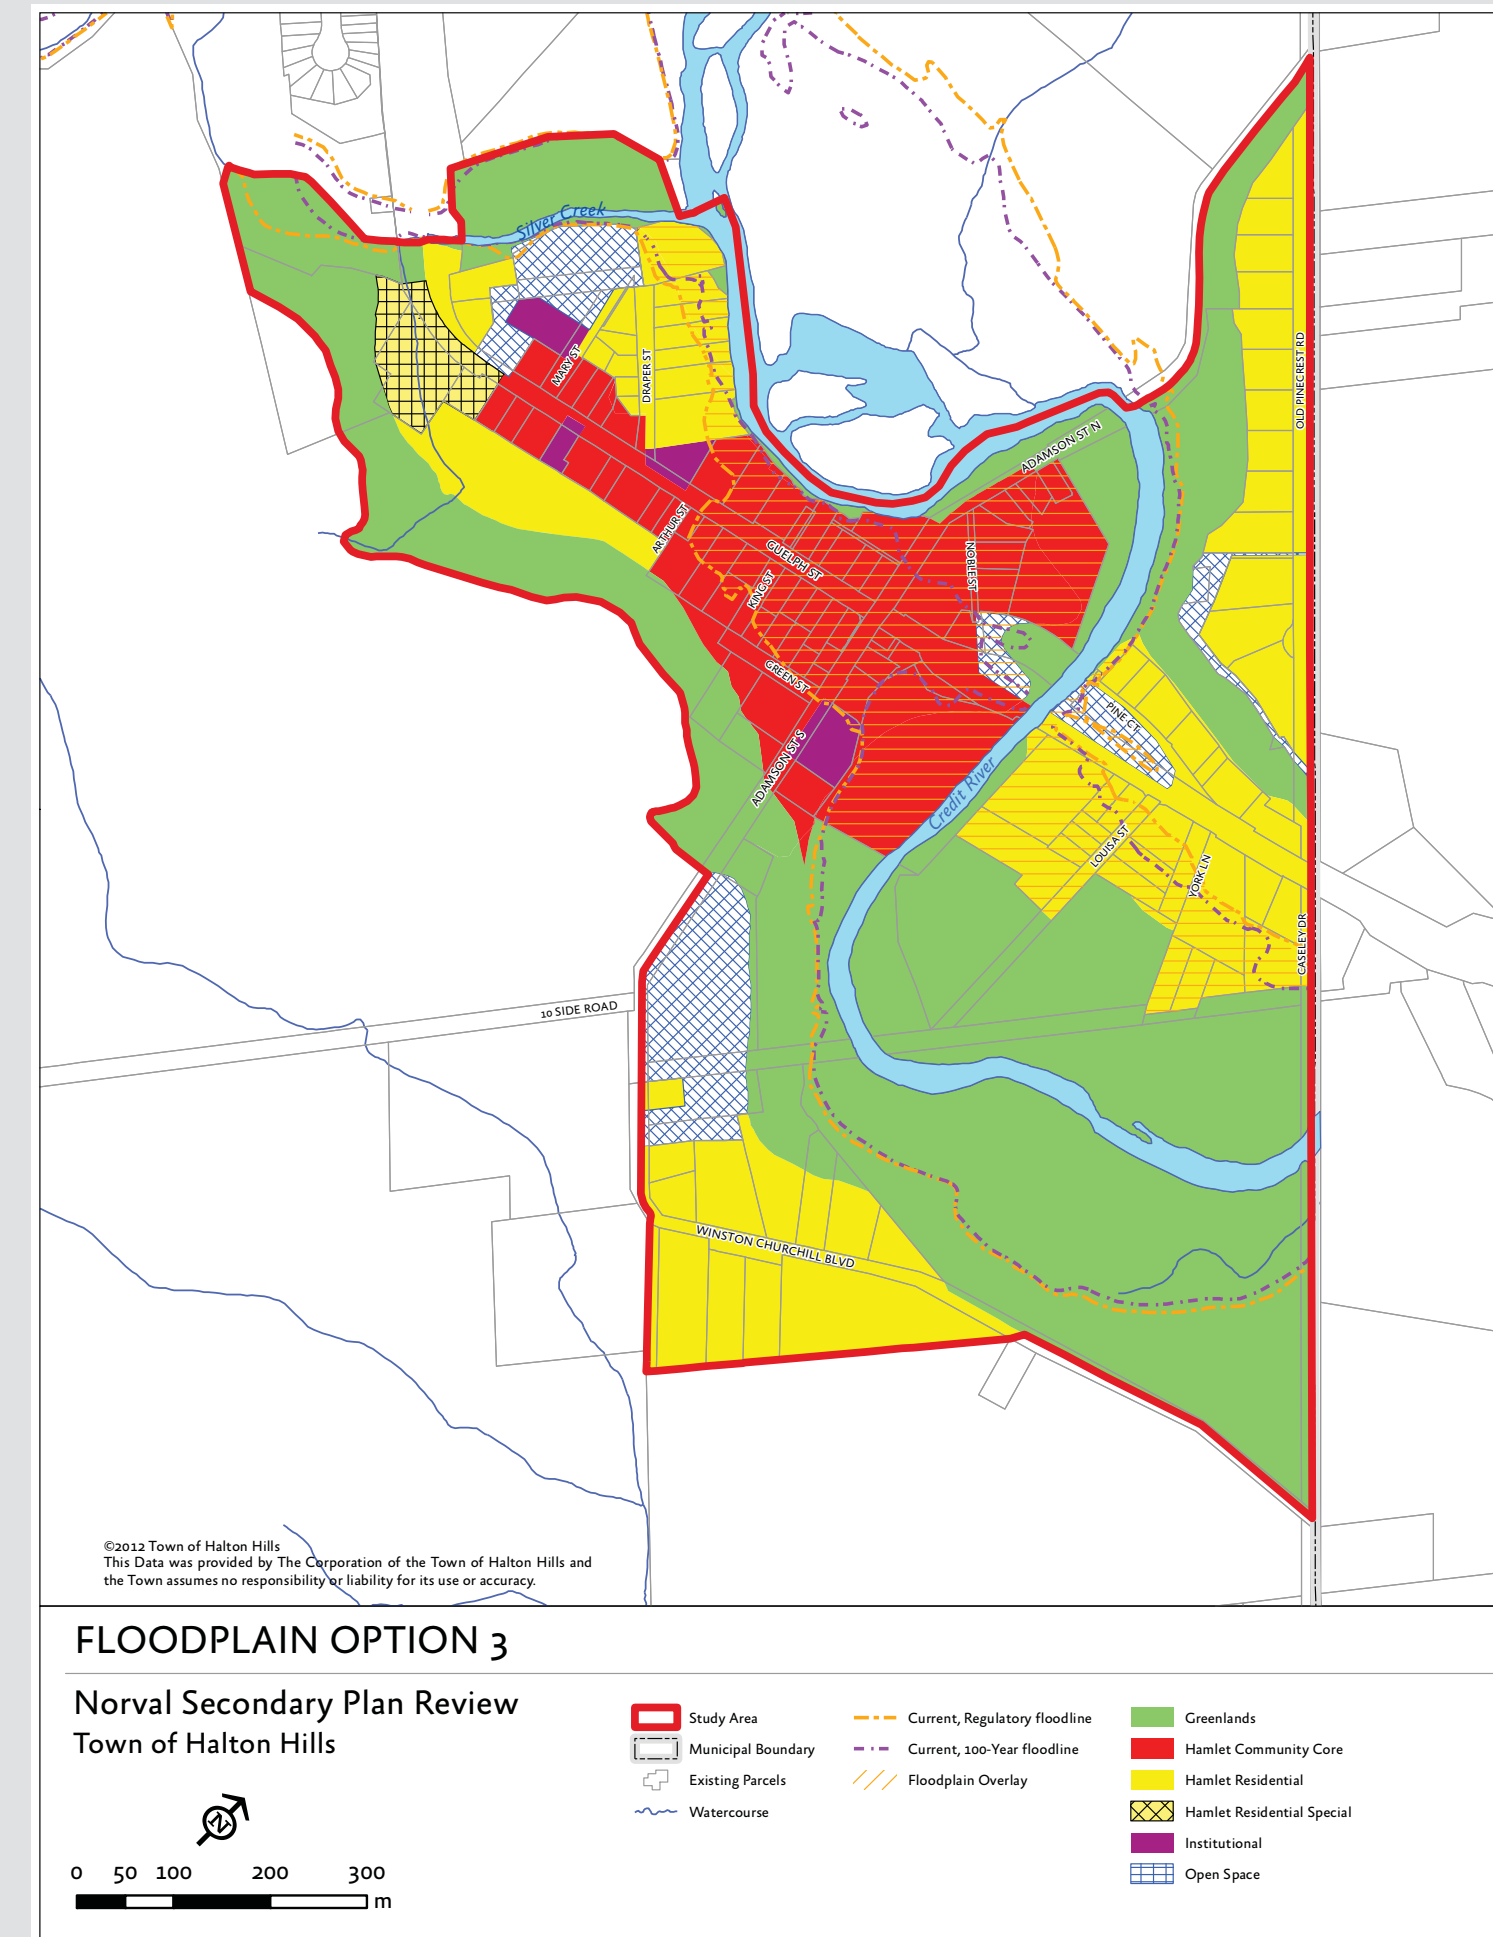 Silver Creek
MARY ST
DRAPER ST
OLD PINECREST RD
ADAMSON ST N
ARTHUR ST
GUELPH ST
NOBLE ST
KING ST
GREEN ST
PINE CT
ADAMSON ST S
Credit River
LOUISA ST
YORK LN
CASELEY DR
10 SIDE ROAD
WINSTON CHURCHILL BLVD
©2012 Town of Halton Hills
This Data was provided by The Corporation of the Town of Halton Hills and
the Town assumes no responsibility or liability for its use or accuracy.
FLOODPLAIN OPTION 3
Norval Secondary Plan Review
Town of Halton Hills
N
0 50 100 200 300
m
Study Area
Municipal Boundary
Existing Parcels
Watercourse
Current, Regulatory floodline
Current, 100-Year floodline
Floodplain Overlay
Greenlands
Hamlet Community Core
Hamlet Residential
Hamlet Residential Special
Institutional
Open Space